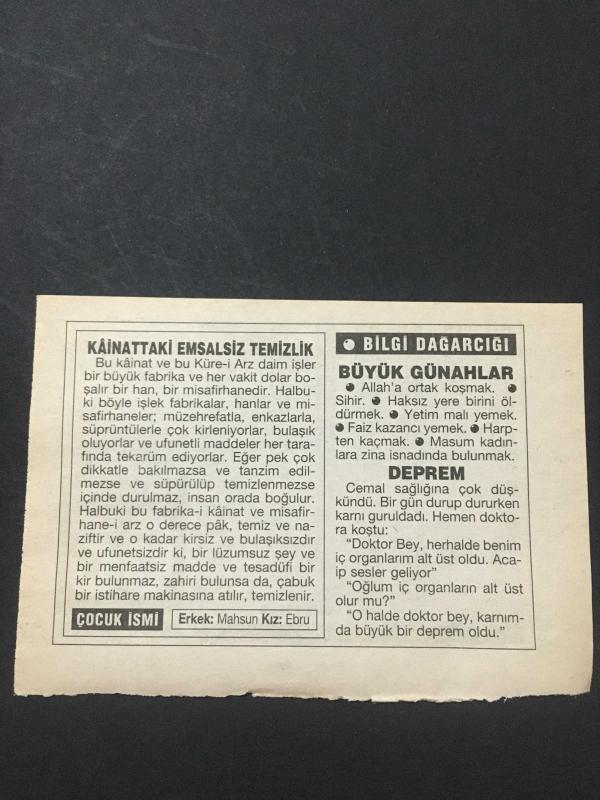 KÂİNATTAKİ EMSALSİZ TEMİZLİK
Bu kâinat ve bu Küre-i Arz daim işler
bir büyük fabrika ve her vakit dolar bo-
şalır bir han, bir misafirhanedir. Halbu-
ki böyle işlek fabrikalar, hanlar ve mi-
safirhaneler; müzehrefatla, enkazlarla,
süprüntülerle çok kirleniyorlar, bulaşık
oluyorlar ve ufunetli maddeler her tara-
fında tekarüm ediyorlar. Eğer pek çok
dikkatle bakılmazsa ve tanzim edil-
mezse ve süpürülüp temizlenmezse
içinde durulmaz, insan orada boğulur.
Halbuki bu fabrika-i kâinat ve misafir-
hane-i arz o derece pâk, temiz ve na-
ziftir ve o kadar kirsiz ve bulaşıksızdır
ve ufunetsizdir ki, bir lüzumsuz şey ve
bir menfaatsiz madde ve tesadüfi bir
kir bulunmaz, zahiri bulunsa da, çabuk
bir istihare makinasına atılır, temizlenir.
ÇOCUK İSMİ Erkek: Mahsun Kız: Ebru
BİLGİ DAĞARCIĞI
BÜYÜK GÜNAHLAR
● Allah'a ortak koşmak. ●
Sihir. ● Haksız yere birini öl-
dürmek. ● Yetim malı yemek.
● Faiz kazancı yemek. ● Harp-
ten kaçmak. ● Masum kadın-
lara zina isnadında bulunmak.
DEPREM
Cemal sağlığına çok düş-
kündü. Bir gün durup dururken
karnı guruldadı. Hemen dokto-
ra koştu:
"Doktor Bey, herhalde benim
iç organlarım alt üst oldu. Aca-
ip sesler geliyor"
"Oğlum iç organların alt üst
olur mu?"
"O halde doktor bey, karnım-
da büyük bir deprem oldu."